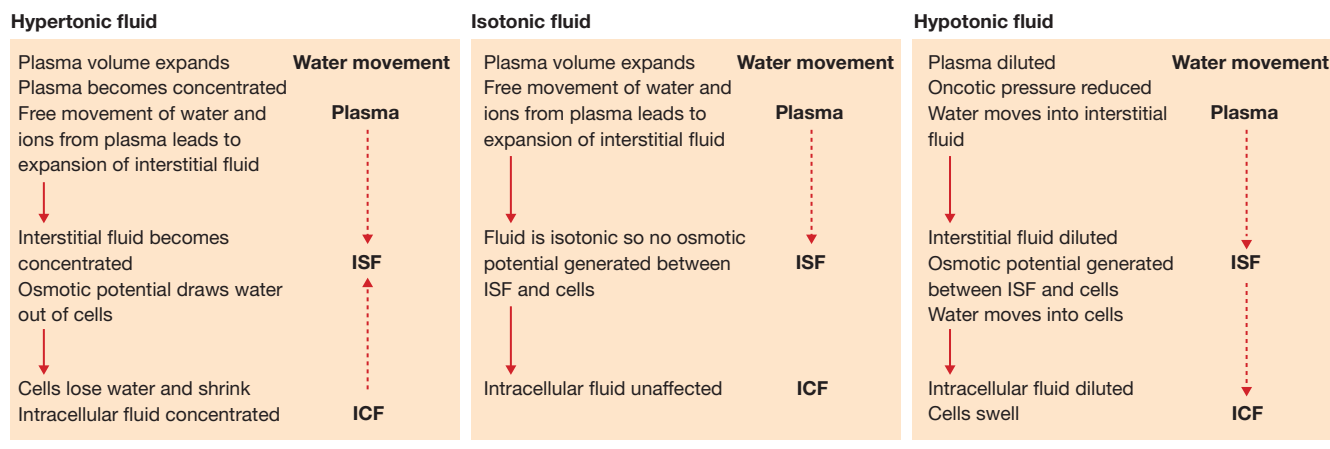 Hypertonic fluid
Plasma volume expands
Plasma becomes concentrated
Free movement of water and
ions from plasma leads to
expansion of interstitial fluid
Interstitial fluid becomes
concentrated
Osmotic potential draws water
out of cells
Cells lose water and shrink
Intracellular fluid concentrated
Water movement
Plasma
ISF
ICF
Isotonic fluid
Plasma volume expands
Free movement of water and
ions from plasma leads to
expansion of interstitial fluid
Fluid is isotonic so no osmotic
potential generated between
ISF and cells
Intracellular fluid unaffected
Water movement
Plasma
ISF
ICF
Hypotonic fluid
Plasma diluted
Oncotic pressure reduced
Water moves into interstitial
fluid
Interstitial fluid diluted
Osmotic potential generated
between ISF and cells
Water moves into cells
Intracellular fluid diluted
Cells swell
Water movement
Plasma
ISF
ICF